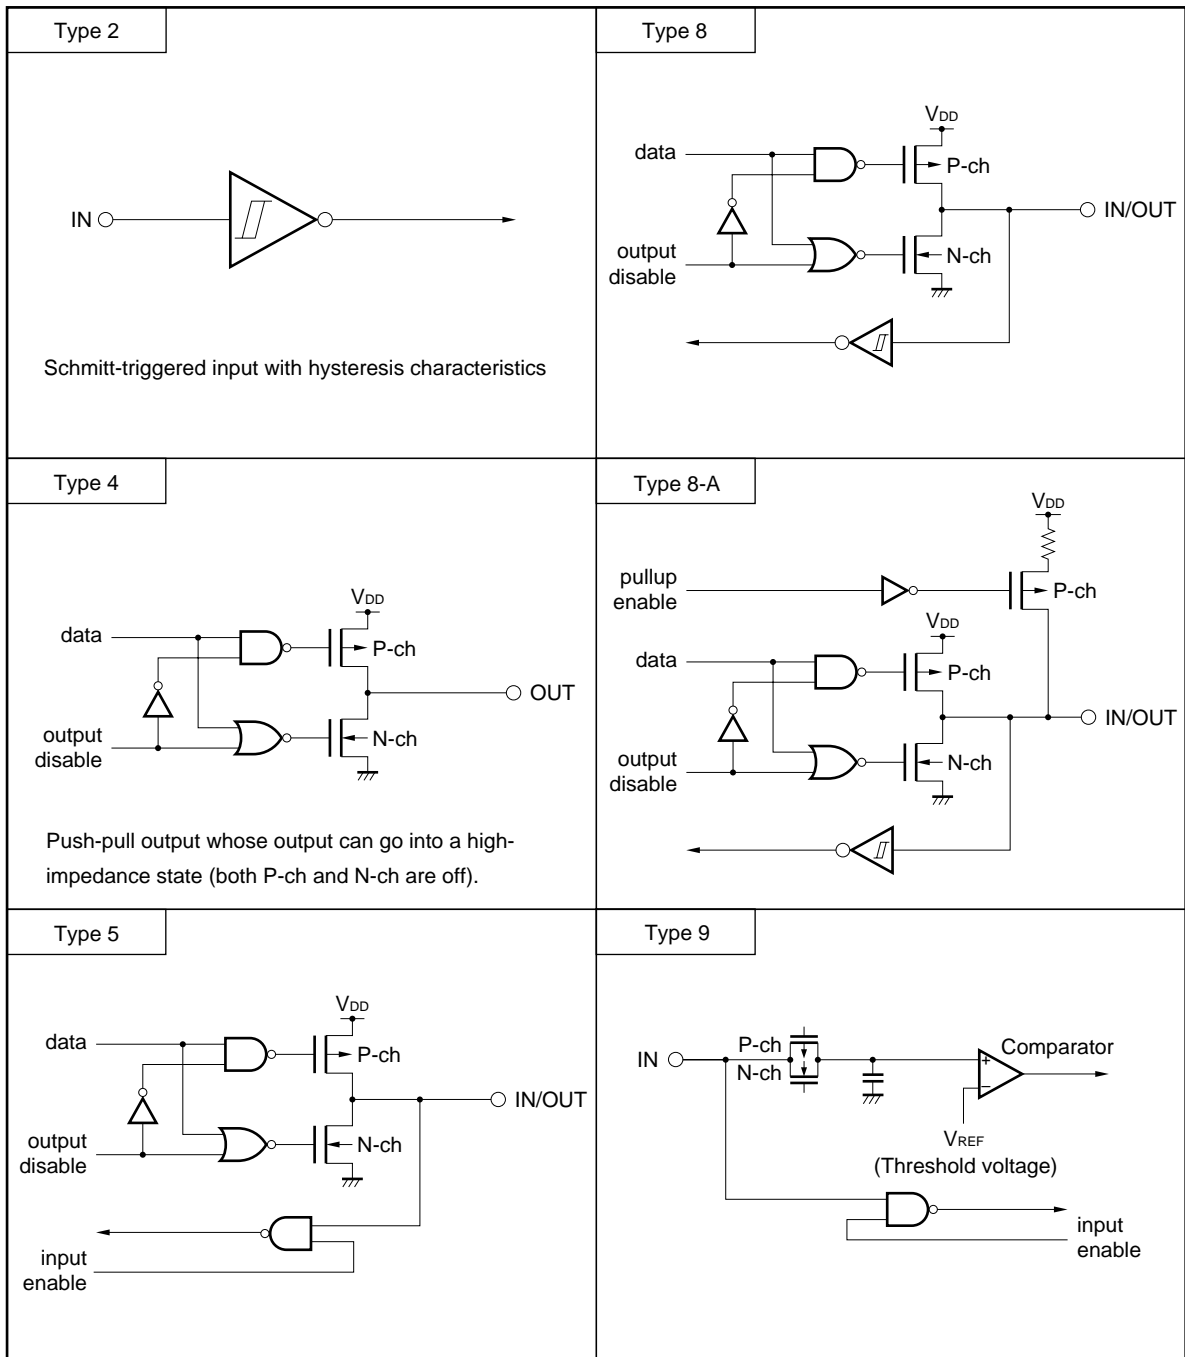 Type 2
IN
Schmitt-triggered input with hysteresis characteristics
Type 8
VDD
data
P-ch
IN/OUT
output
disable
N-ch
Type 4
VDD
data
P-ch
OUT
output
disable
N-ch
Push-pull output whose output can go into a high-
impedance state (both P-ch and N-ch are off).
Type 8-A
VDD
pullup
enable
P-ch
VDD
data
P-ch
IN/OUT
output
disable
N-ch
Type 5
VDD
data
P-ch
IN/OUT
output
disable
N-ch
input
enable
Type 9
P-ch
IN
N-ch
Comparator
+
−
VREF
(Threshold voltage)
input
enable